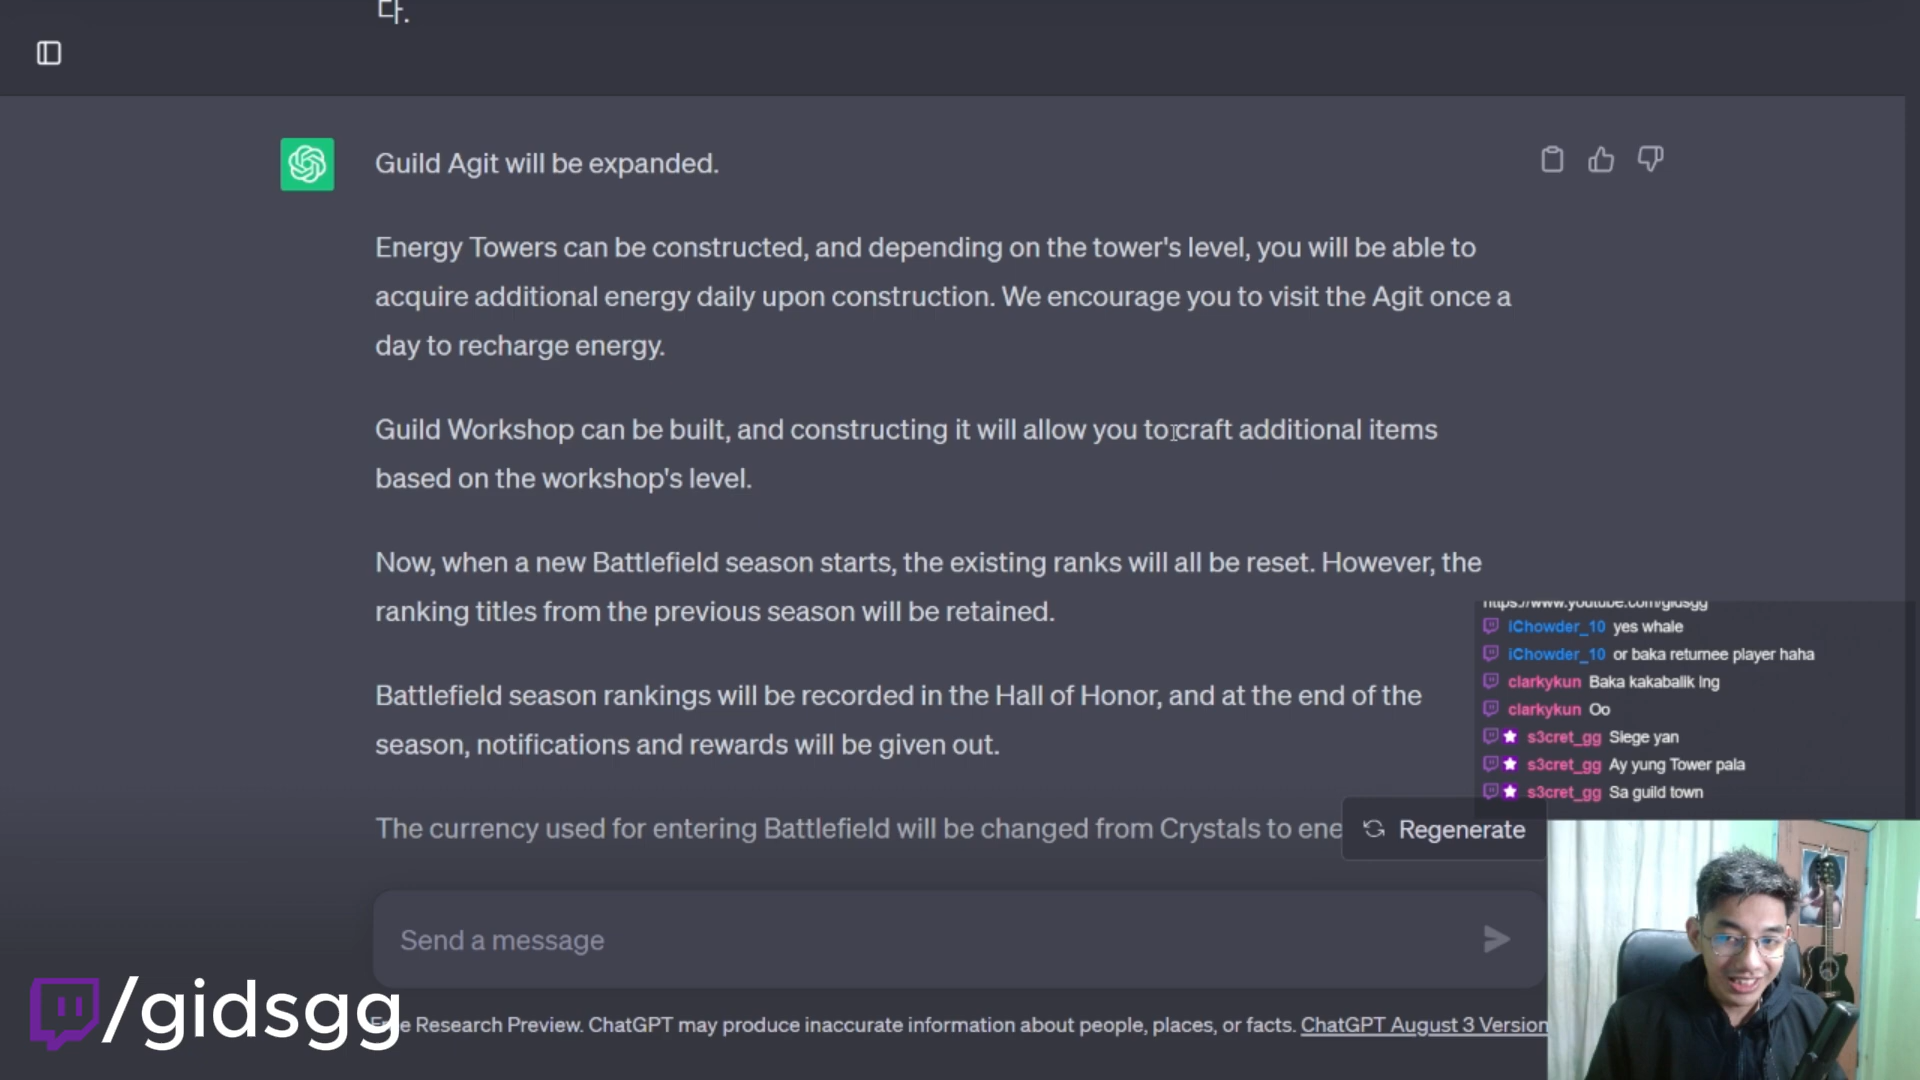 다.
Guild Agit will be expanded.
Energy Towers can be constructed, and depending on the tower's level, you will be able to
acquire additional energy daily upon construction. We encourage you to visit the Agit once a
day to recharge energy.
Guild Workshop can be built, and constructing it will allow you to craft additional items
based on the workshop's level.
Now, when a new Battlefield season starts, the existing ranks will all be reset. However, the
ranking titles from the previous season will be retained.
Battlefield season rankings will be recorded in the Hall of Honor, and at the end of the
season, notifications and rewards will be given out.
The currency used for entering Battlefield will be changed from Crystals to ene
Regenerate
Send a message
https://www.youtube.com/gidsgg
iChowder_10 yes whale
iChowder_10 or baka returnee player haha
clarkykun Baka kakabalik lng
clarkykun Oo
s3cret_gg Siege yan
s3cret_gg Ay yung Tower pala
s3cret_gg Sa guild town
/gidsgg
Research Preview. ChatGPT may produce inaccurate information about people, places, or facts. ChatGPT August 3 Version